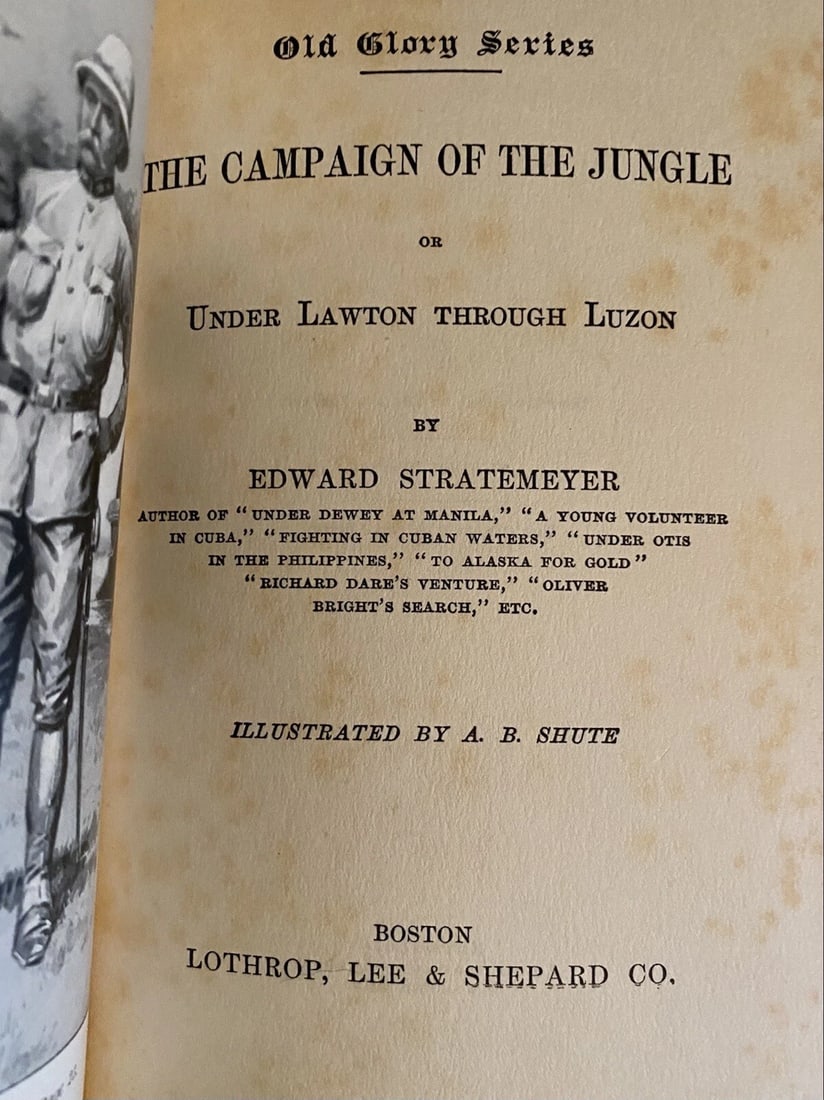 Old Glory Series
THE CAMPAIGN OF THE JUNGLE
OR
UNDER LAWTON THROUGH LUZON
BY
EDWARD STRATEMEYER
AUTHOR OF “UNDER DEWEY AT MANILA,” “A YOUNG VOLUNTEER
IN CUBA,” “FIGHTING IN CUBAN WATERS,” “UNDER OTIS
IN THE PHILIPPINES,” “TO ALASKA FOR GOLD”
“RICHARD DARE’S VENTURE,” “OLIVER
BRIGHT’S SEARCH,” ETC.
ILLUSTRATED BY A. B. SHUTE
BOSTON
LOTHROP, LEE & SHEPARD CO.